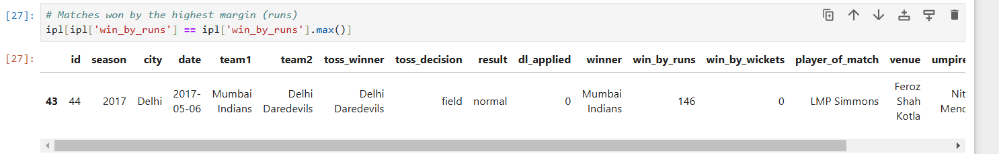 [27]:
# Matches won by the highest margin (runs)
ipl[ipl['win_by_runs'] == ipl['win_by_runs'].max()]
[27]:
id season city date team1 team2 toss_winner toss_decision result dl_applied winner win_by_runs win_by_wickets player_of_match venue umpire
2017- Mumbai Delhi Delhi Mumbai Feroz Nit
43 44 2017 Delhi field normal 0 146 0 LMP Simmons Shah
05-06 Indians Daredevils Daredevils Indians Kotla Meno